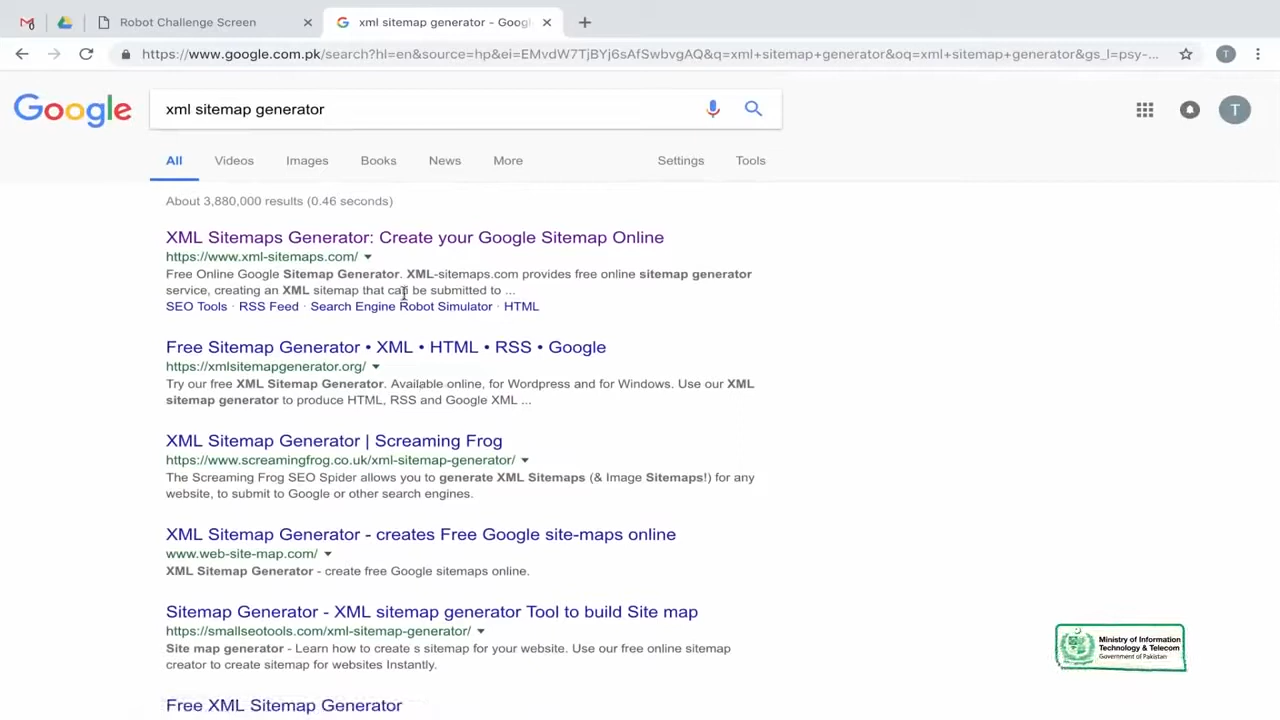 Robot Challenge Screen
xml sitemap generator - Goog
https://www.google.com.pk/search?hl=en&source=hp&ei=EMvdW7TjBYj6sAfSwbvgAQ&q=xml+sitemap+generator&oq=xml+sitemap+generator&gs_l=psy-...
Google
xml sitemap generator
T
All Videos Images Books News More Settings Tools
About 3,880,000 results (0.46 seconds)
XML Sitemaps Generator: Create your Google Sitemap Online
https://www.xml-sitemaps.com/
Free Online Google Sitemap Generator. XML-sitemaps.com provides free online sitemap generator
service, creating an XML sitemap that can be submitted to ...
SEO Tools · RSS Feed · Search Engine Robot Simulator · HTML
Free Sitemap Generator • XML • HTML • RSS • Google
https://xmlsitemapgenerator.org/
Try our free XML Sitemap Generator. Available online, for Wordpress and for Windows. Use our XML
sitemap generator to produce HTML, RSS and Google XML ...
XML Sitemap Generator | Screaming Frog
https://www.screamingfrog.co.uk/xml-sitemap-generator/
The Screaming Frog SEO Spider allows you to generate XML Sitemaps (& Image Sitemaps!) for any
website, to submit to Google or other search engines.
XML Sitemap Generator - creates Free Google site-maps online
www.web-site-map.com/
XML Sitemap Generator - create free Google sitemaps online.
Sitemap Generator - XML sitemap generator Tool to build Site map
https://smallseotools.com/xml-sitemap-generator/
Site map generator - Learn how to create s sitemap for your website. Use our free online sitemap
creator to create sitemap for websites Instantly.
Free XML Sitemap Generator
Ministry of Information
Technology & Telecom
Government of Pakistan